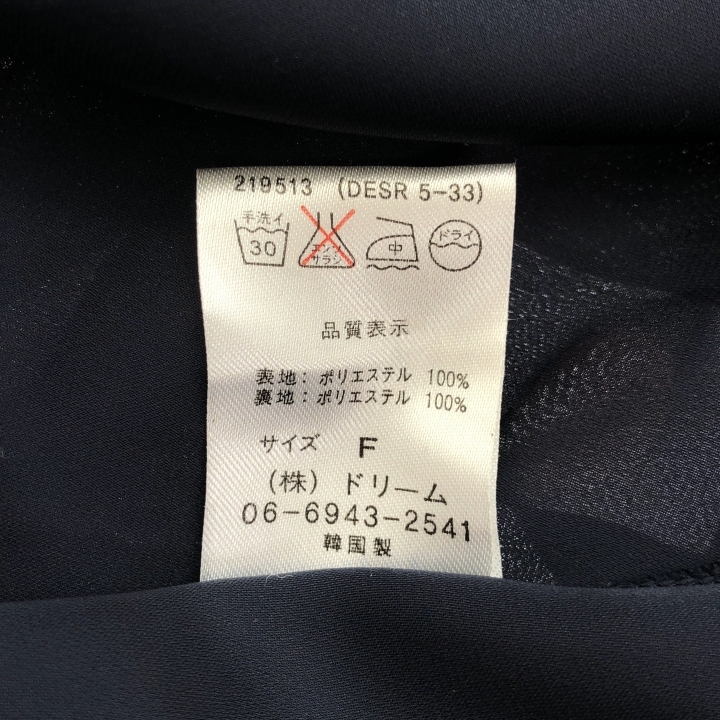 219513 (DESR 5-33)
手洗イ 30 エンソサラシ 中 ドライ
品質表示
表地: ポリエステル 100%
裏地: ポリエステル 100%
サイズ F
(株) ドリーム
06-6943-2541
韓国製